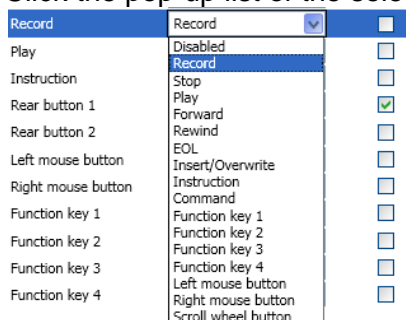 Click the pop-up list of the sele
Record Record
Play
Instruction
Rear button 1
Rear button 2
Left mouse button
Right mouse button
Function key 1
Function key 2
Function key 3
Function key 4
Disabled
Record
Stop
Play
Forward
Rewind
EOL
Insert/Overwrite
Instruction
Command
Function key 1
Function key 2
Function key 3
Function key 4
Left mouse button
Right mouse button
Scroll wheel button